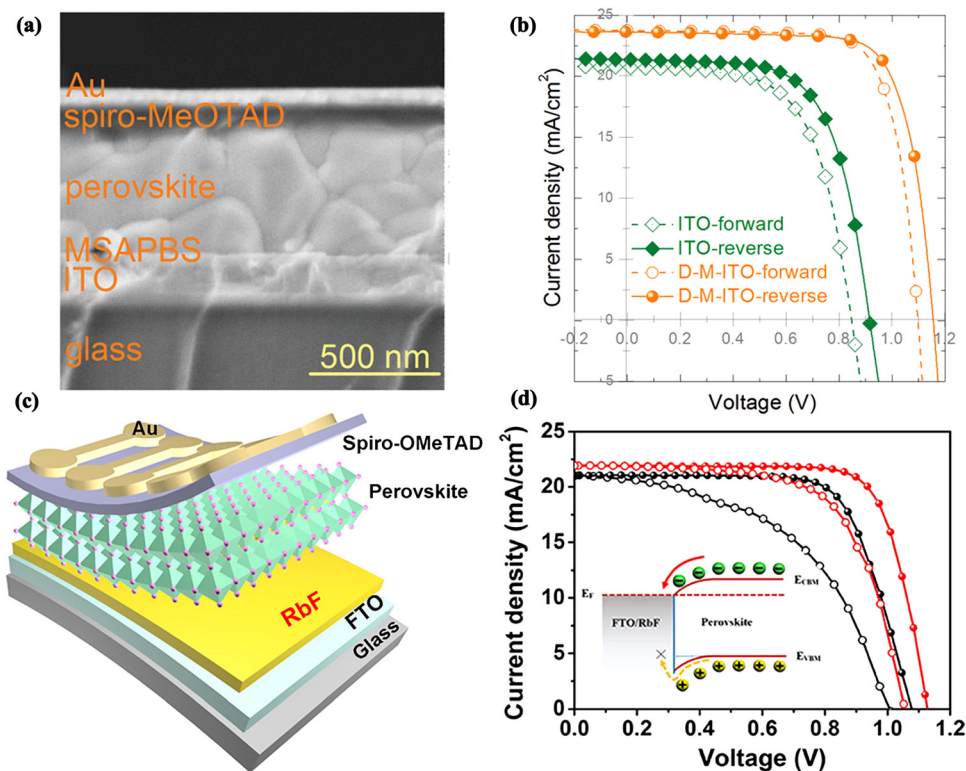 (a)
Au
spiro-MeOTAD
perovskite
MSAPBS
ITO
glass
500 nm
(b)
Current density (mA/cm²)
25
20
15
10
5
0
5
ITO-forward
ITO-reverse
D-M-ITO-forward
D-M-ITO-reverse
-0.2 0.0 0.2 0.4 0.6 0.8 1.0 1.2
Voltage (V)
(c)
Au
Spiro-OMeTAD
Perovskite
RbF
FTO
Glass
(d)
Current density (mA/cm²)
25
20
15
10
5
0
E_CBM
E_F
FTO/RbF
Perovskite
E_VBM
0.0 0.2 0.4 0.6 0.8 1.0 1.2
Voltage (V)